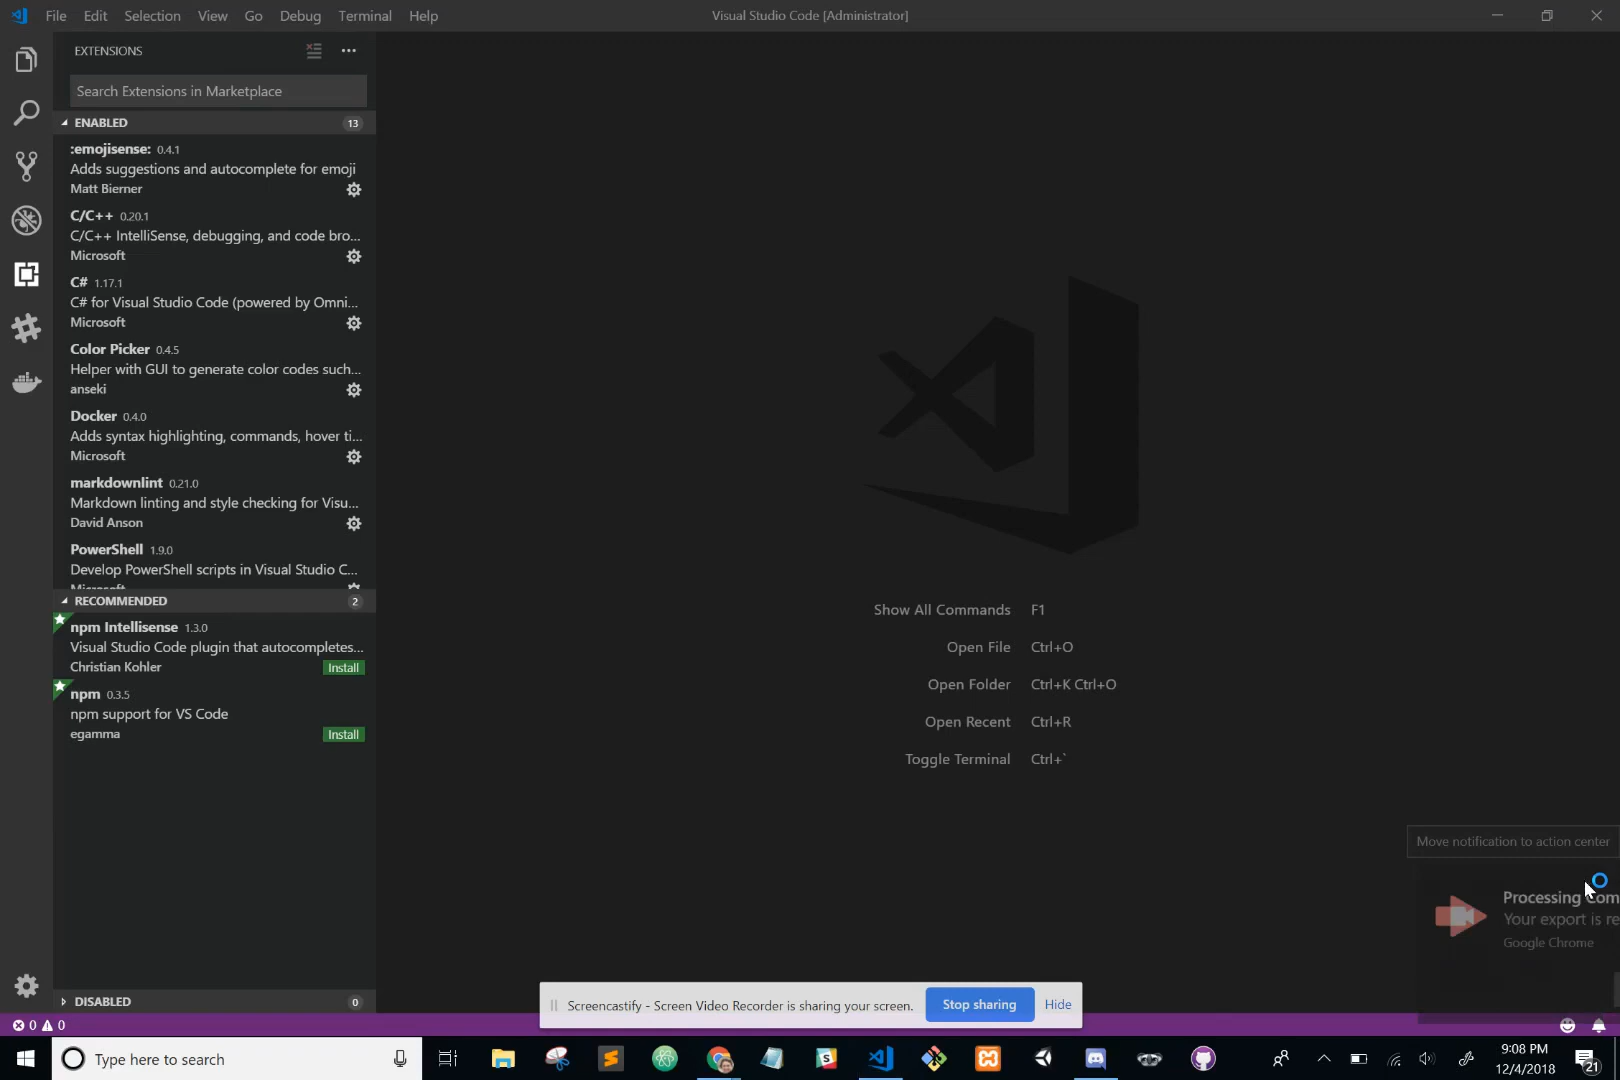 File Edit Selection View Go Debug Terminal Help
Visual Studio Code [Administrator]
EXTENSIONS
Search Extensions in Marketplace
ENABLED 13
:emojisense: 0.4.1
Adds suggestions and autocomplete for emoji
Matt Bierner
C/C++ 0.20.1
C/C++ IntelliSense, debugging, and code bro...
Microsoft
C# 1.17.1
C# for Visual Studio Code (powered by Omni...
Microsoft
Color Picker 0.4.5
Helper with GUI to generate color codes such...
anseki
Docker 0.4.0
Adds syntax highlighting, commands, hover ti...
Microsoft
markdownlint 0.21.0
Markdown linting and style checking for Visu...
David Anson
PowerShell 1.9.0
Develop PowerShell scripts in Visual Studio C...
Microsoft
RECOMMENDED 2
npm Intellisense 1.3.0
Visual Studio Code plugin that autocompletes...
Christian Kohler Install
npm 0.3.5
npm support for VS Code
egamma Install
DISABLED 0
Show All Commands F1
Open File Ctrl+O
Open Folder Ctrl+K Ctrl+O
Open Recent Ctrl+R
Toggle Terminal Ctrl+`
Move notification to action center
Processing Com
Your export is re
Google Chrome
Screencastify - Screen Video Recorder is sharing your screen. Stop sharing Hide
0 0
Type here to search
9:08 PM
12/4/2018
21